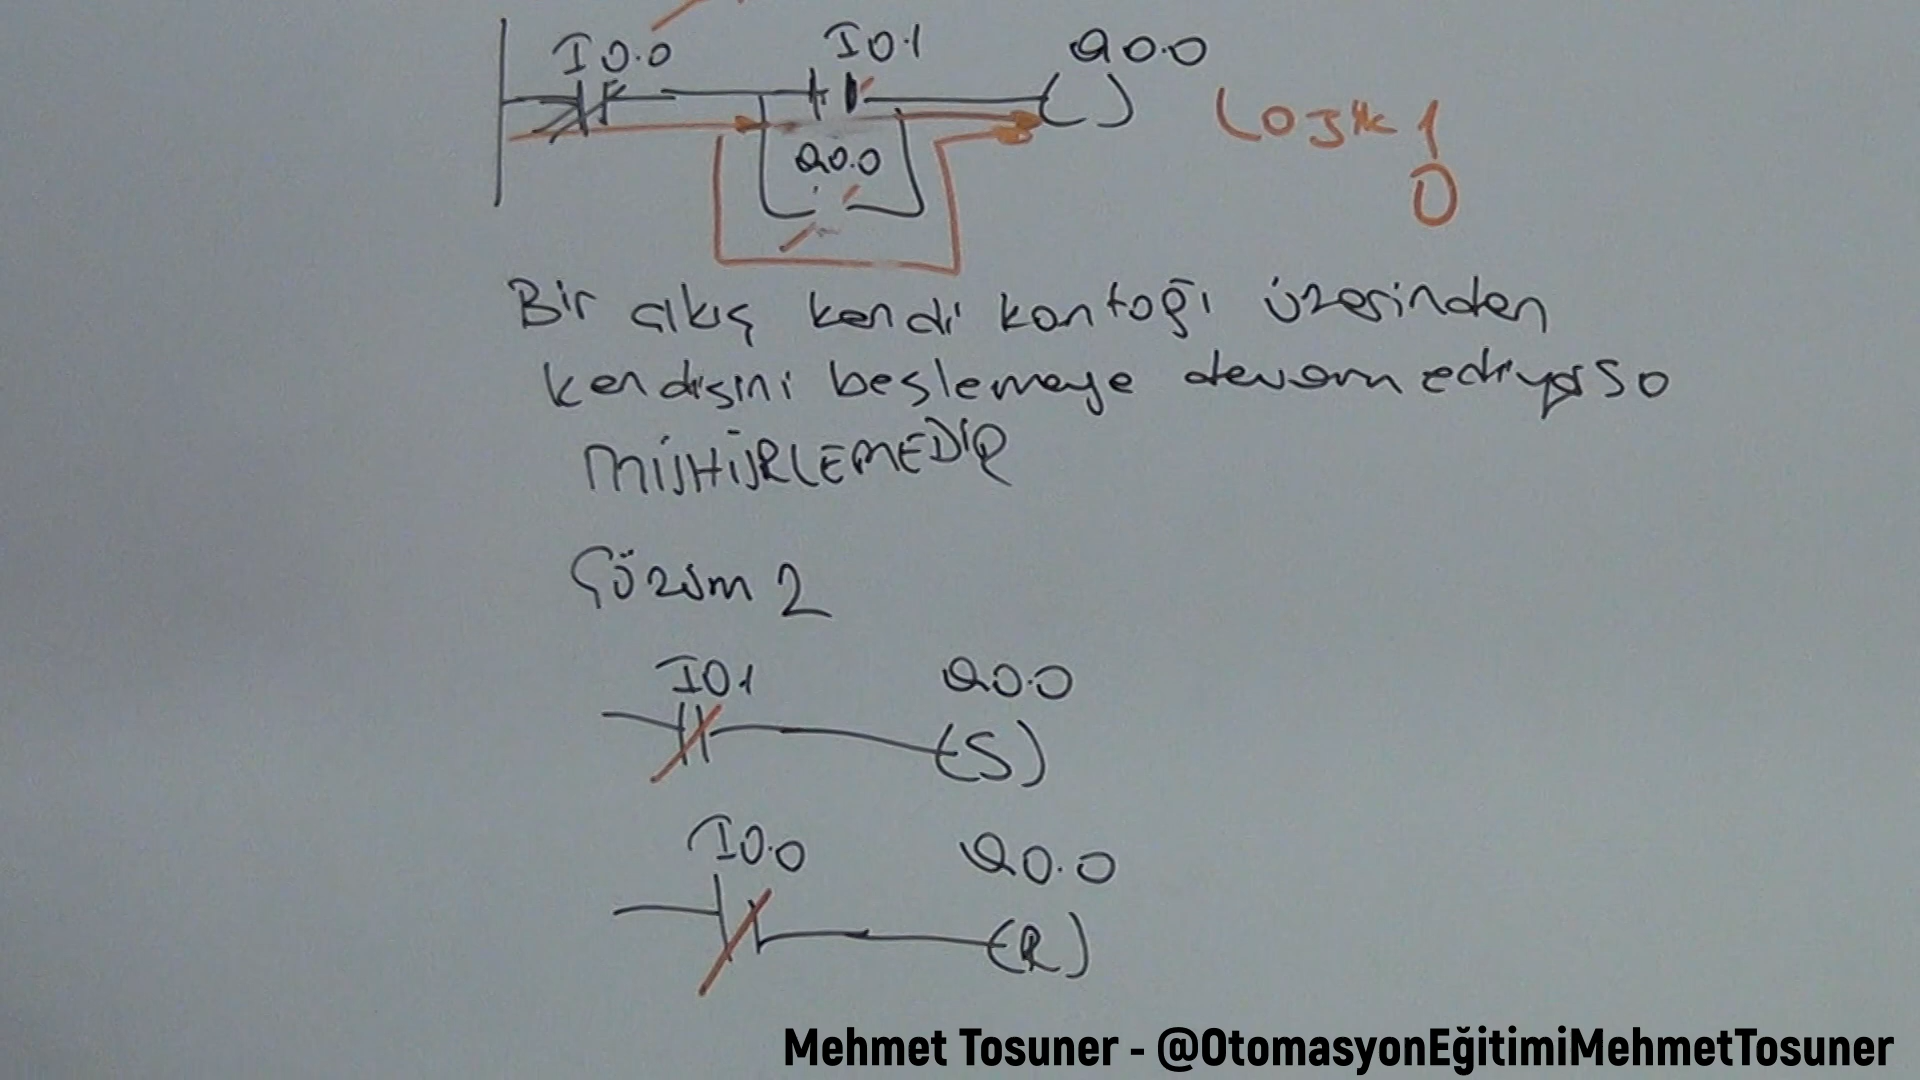 I0.0 I0.1 Q0.0
Lojik 1
0
Q0.0
Bir çıkış kendi kontağı üzerinden
kendisini beslemeye devam ediyorsa
MÜHÜRLEMEDİR
Çözüm 2
I0.1 Q0.0
(S)
I0.0 Q0.0
(R)
Mehmet Tosuner - @OtomasyonEğitimiMehmetTosuner